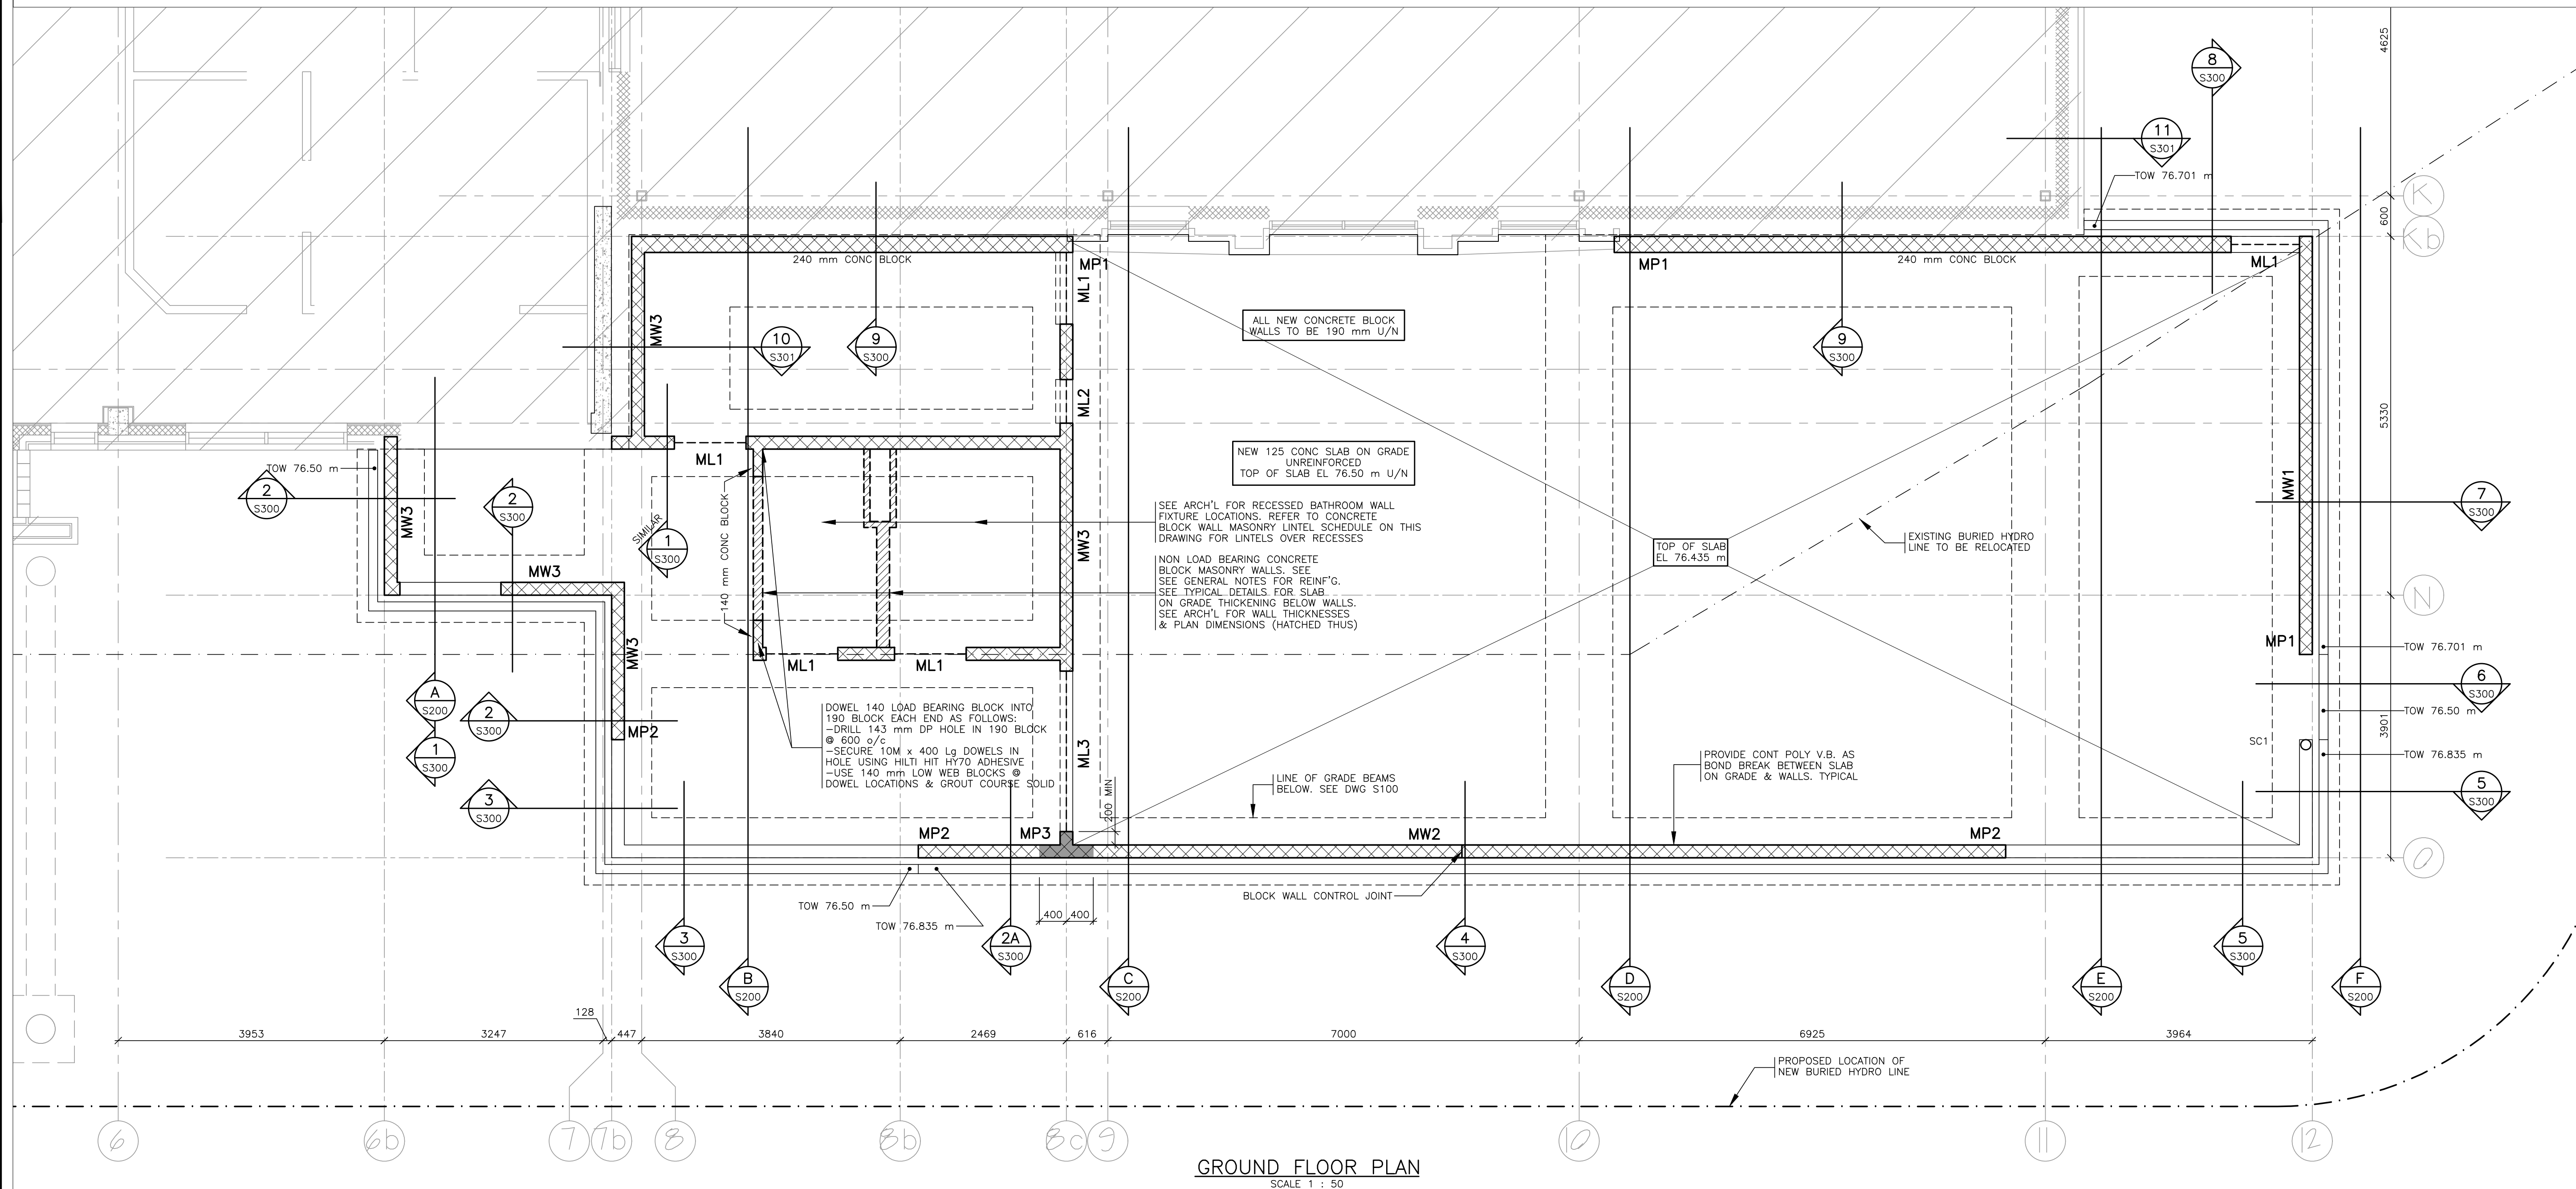 4625
8
S300
11
S301
TOW 76.701 m
K
600
Kb
240 mm CONC BLOCK
MP1
MP1
240 mm CONC BLOCK
ML1
ML1
MW3
ALL NEW CONCRETE BLOCK
WALLS TO BE 190 mm U/N
10
S301
9
S300
9
S300
ML2
5330
NEW 125 CONC SLAB ON GRADE
UNREINFORCED
TOP OF SLAB EL 76.50 m U/N
TOW 76.50 m
ML1
2
S300
2
S300
MW3
MW1
7
S300
SIMILAR
1
S300
140 mm CONC BLOCK
SEE ARCH'L FOR RECESSED BATHROOM WALL
FIXTURE LOCATIONS. REFER TO CONCRETE
BLOCK WALL MASONRY LINTEL SCHEDULE ON THIS
DRAWING FOR LINTELS OVER RECESSES
MW3
EXISTING BURIED HYDRO
LINE TO BE RELOCATED
TOP OF SLAB
EL 76.435 m
NON LOAD BEARING CONCRETE
BLOCK MASONRY WALLS. SEE
SEE GENERAL NOTES FOR REINF'G.
SEE TYPICAL DETAILS FOR SLAB
ON GRADE THICKENING BELOW WALLS.
SEE ARCH'L FOR WALL THICKNESSES
& PLAN DIMENSIONS (HATCHED THUS)
MW3
N
MW3
MP1
TOW 76.701 m
ML1
ML1
6
S300
A
S200
2
S300
TOW 76.50 m
DOWEL 140 LOAD BEARING BLOCK INTO
190 BLOCK EACH END AS FOLLOWS:
-DRILL 143 mm DP HOLE IN 190 BLOCK
@ 600 o/c
-SECURE 10M x 400 Lg DOWELS IN
HOLE USING HILTI HIT HY70 ADHESIVE
-USE 140 mm LOW WEB BLOCKS @
DOWEL LOCATIONS & GROUT COURSE SOLID
MP2
3901
SC1
1
S300
ML3
TOW 76.835 m
PROVIDE CONT POLY V.B. AS
BOND BREAK BETWEEN SLAB
ON GRADE & WALLS. TYPICAL
LINE OF GRADE BEAMS
BELOW. SEE DWG S100
200 MIN
5
S300
3
S300
MP2
MP3
MW2
MP2
O
BLOCK WALL CONTROL JOINT
TOW 76.50 m
TOW 76.835 m
400
400
3
S300
2A
S300
4
S300
5
S300
B
S200
C
S200
D
S200
E
S200
F
S200
128
3953
3247
447
3840
2469
616
7000
6925
3964
PROPOSED LOCATION OF
NEW BURIED HYDRO LINE
6
6b
7
7b
8
8b
8c
9
10
11
12
GROUND FLOOR PLAN
SCALE 1 : 50